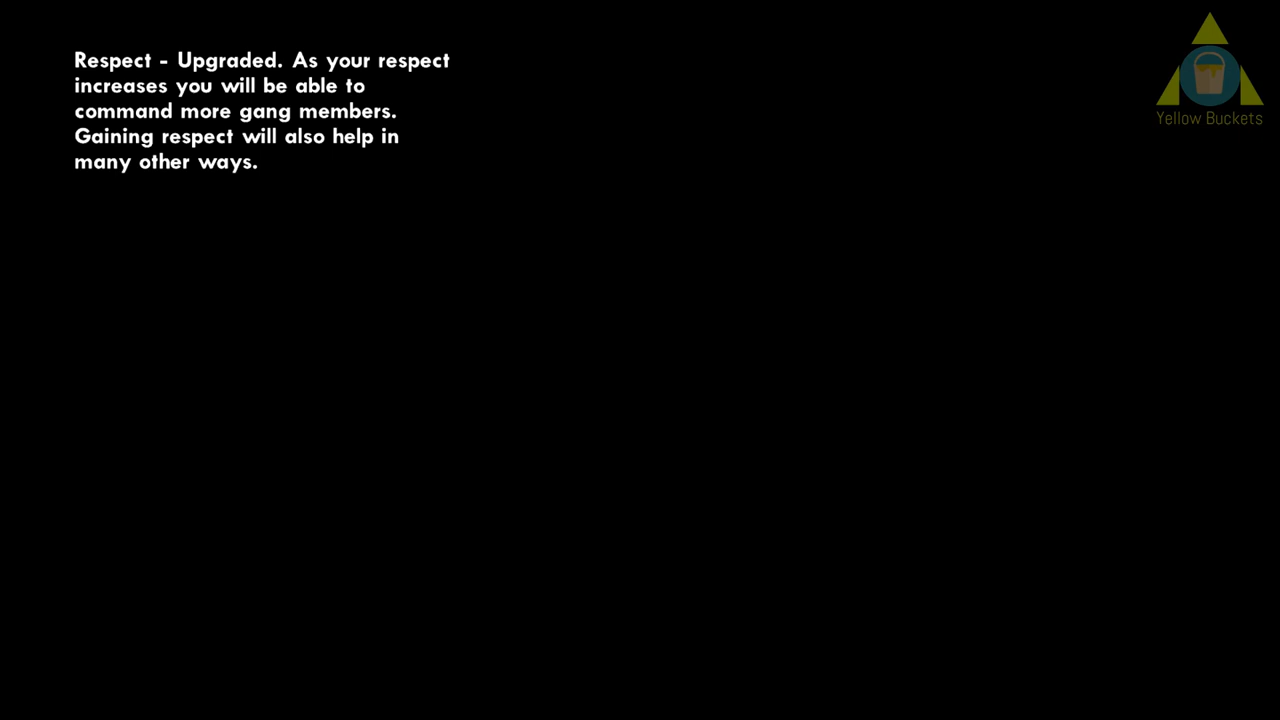 Respect - Upgraded. As your respect
increases you will be able to
command more gang members.
Gaining respect will also help in
many other ways.
Yellow Buckets